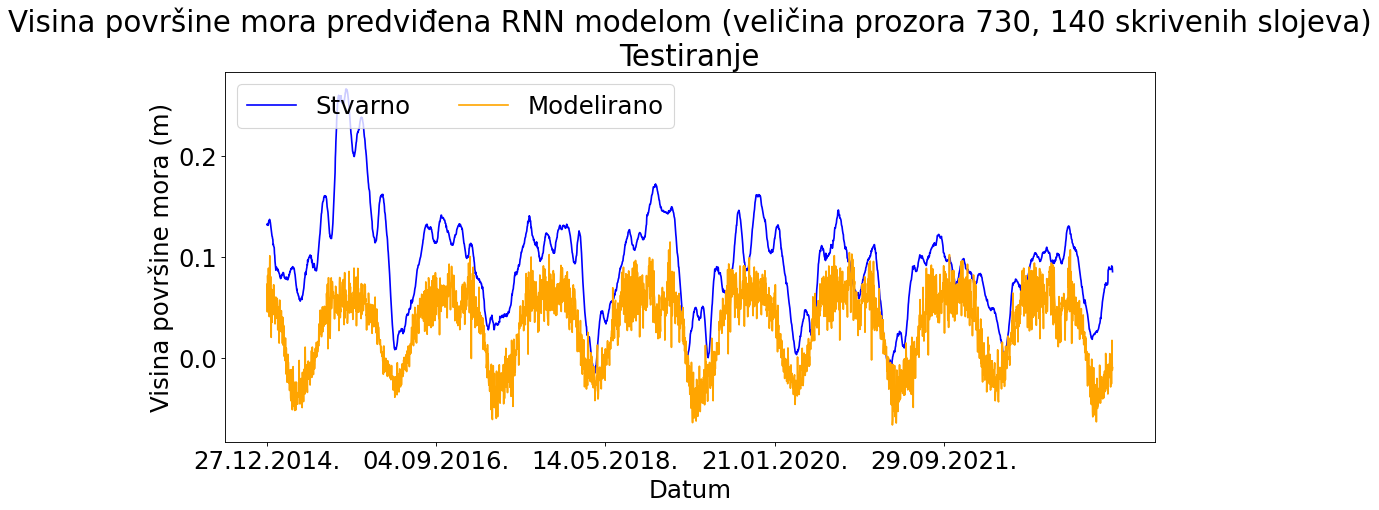 Visina površine mora predviđena RNN modelom (veličina prozora 730, 140 skrivenih slojeva)
Testiranje
Stvarno Modelirano
Visina površine mora (m)
0.2
0.1
0.0
27.12.2014. 04.09.2016. 14.05.2018. 21.01.2020. 29.09.2021.
Datum